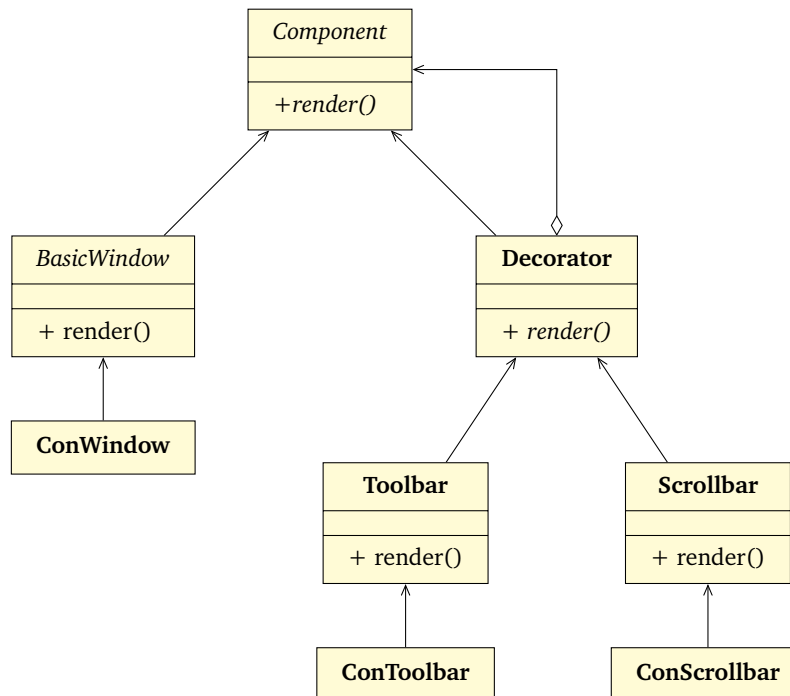 Component
+render()
BasicWindow
+ render()
Decorator
+ render()
ConWindow
Toolbar
+ render()
Scrollbar
+ render()
ConToolbar
ConScrollbar